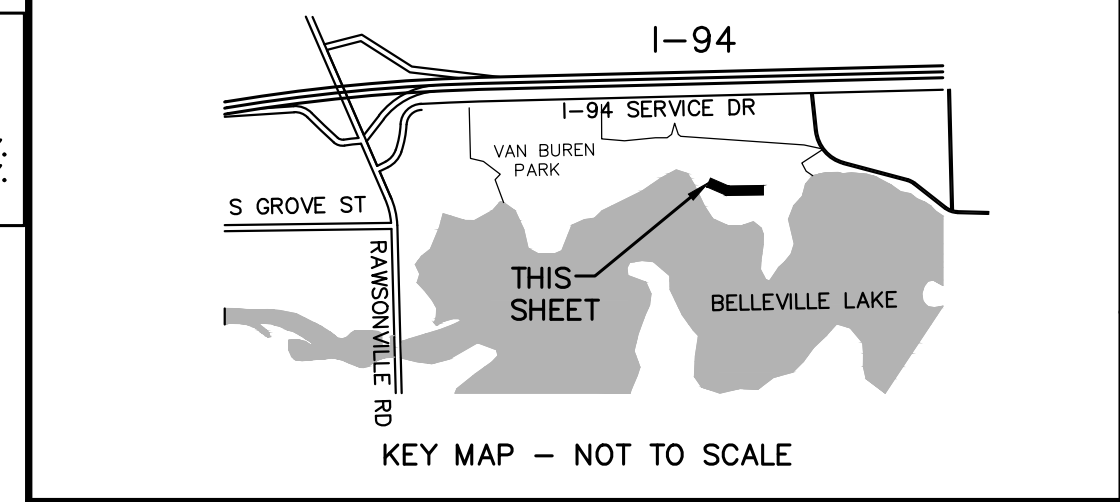 I-94
I-94 SERVICE DR
VAN BUREN
PARK
S GROVE ST
RAWSONVILLE RD
THIS
SHEET
BELLEVILLE LAKE
KEY MAP - NOT TO SCALE